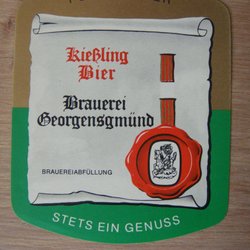 Kießling
Bier
Brauerei
Georgensgmünd
BRAUEREIABFÜLLUNG
STETS EIN GENUSS